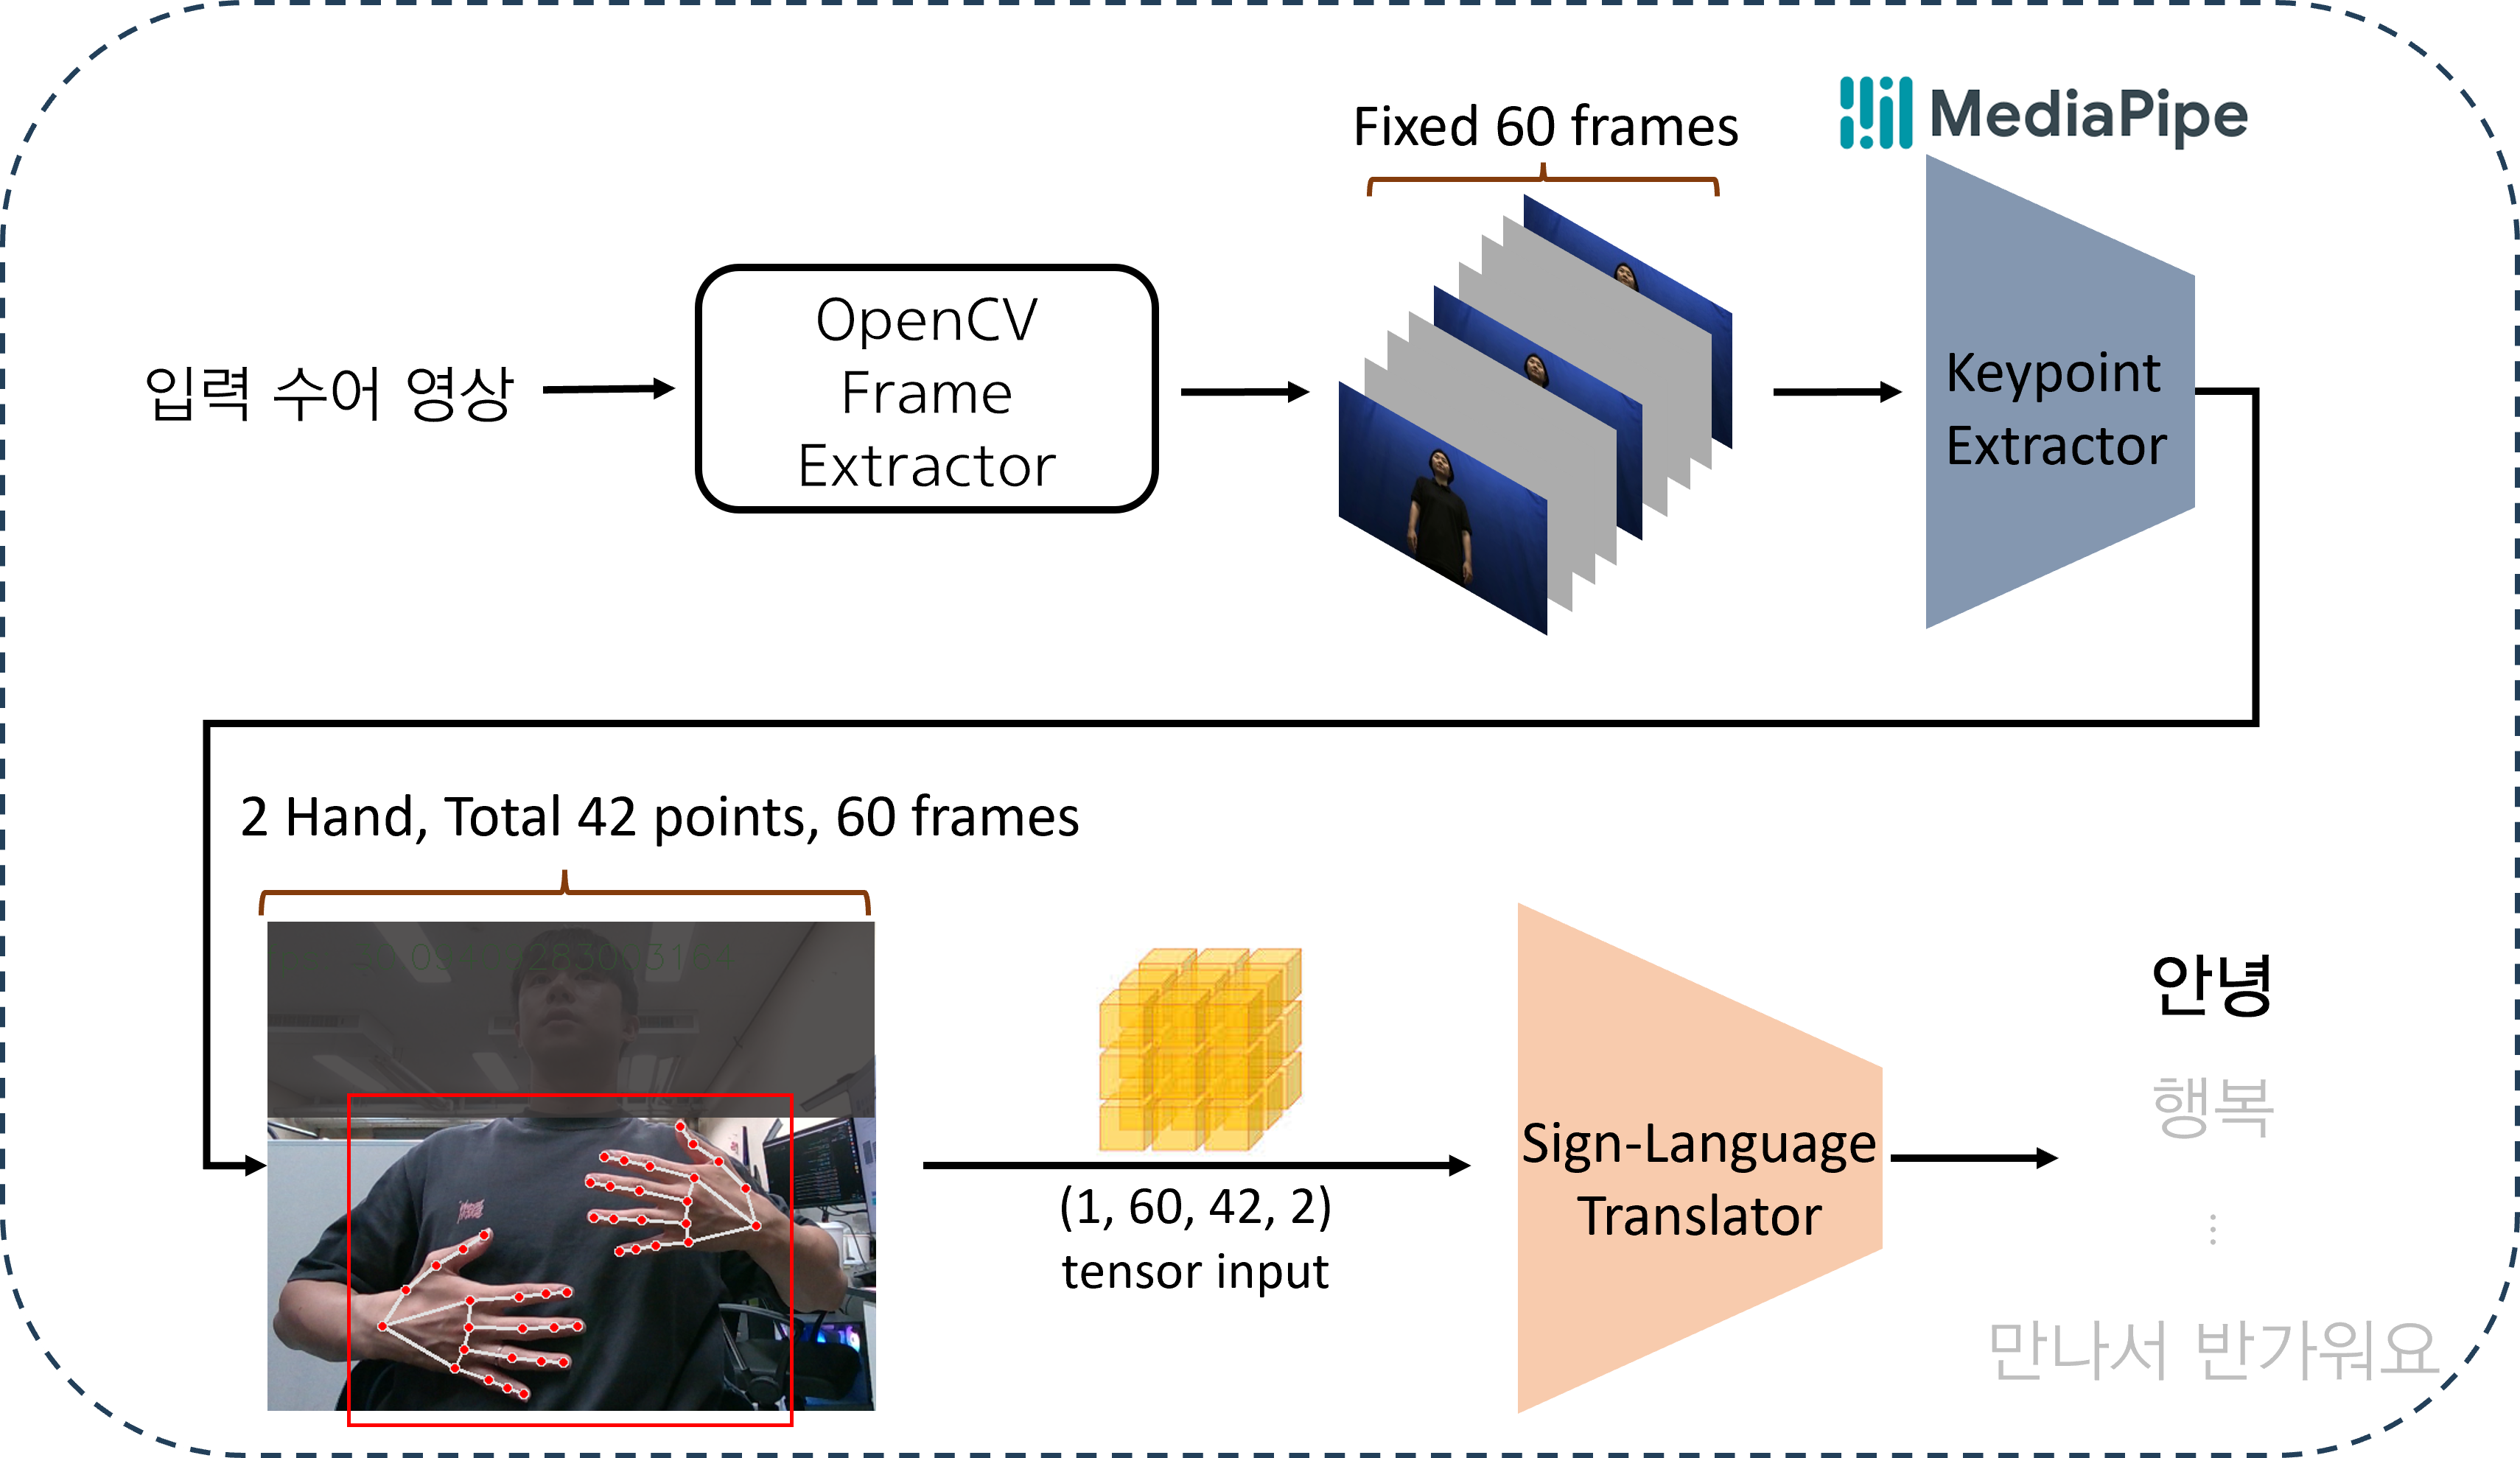 Fixed 60 frames
MediaPipe
입력 수어 영상
OpenCV
Frame
Extractor
Keypoint
Extractor
2 Hand, Total 42 points, 60 frames
(1, 60, 42, 2)
tensor input
Sign-Language
Translator
안녕
행복
⋮
만나서 반가워요